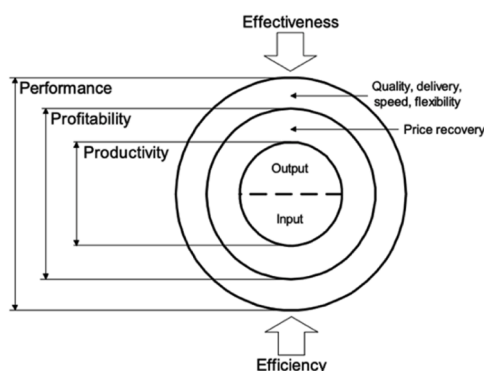 Effectiveness
Performance
Quality, delivery,
speed, flexibility
Profitability
Price recovery
Productivity
Output
Input
Efficiency